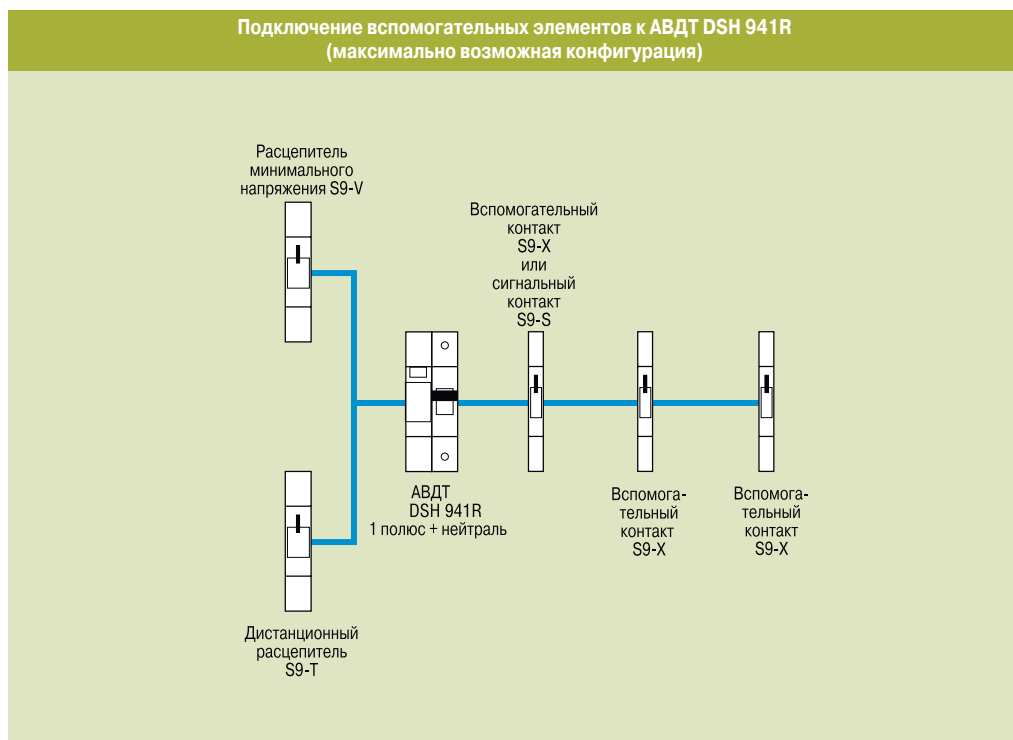 Подключение вспомогательных элементов к АВДТ DSH 941R
(максимально возможная конфигурация)
Расцепитель
минимального
напряжения S9-V
Вспомогательный
контакт
S9-X
или
сигнальный
контакт
S9-S
АВДТ
DSH 941R
1 полюс + нейтраль
Вспомога-
тельный
контакт
S9-X
Вспомога-
тельный
контакт
S9-X
Дистанционный
расцепитель
S9-T